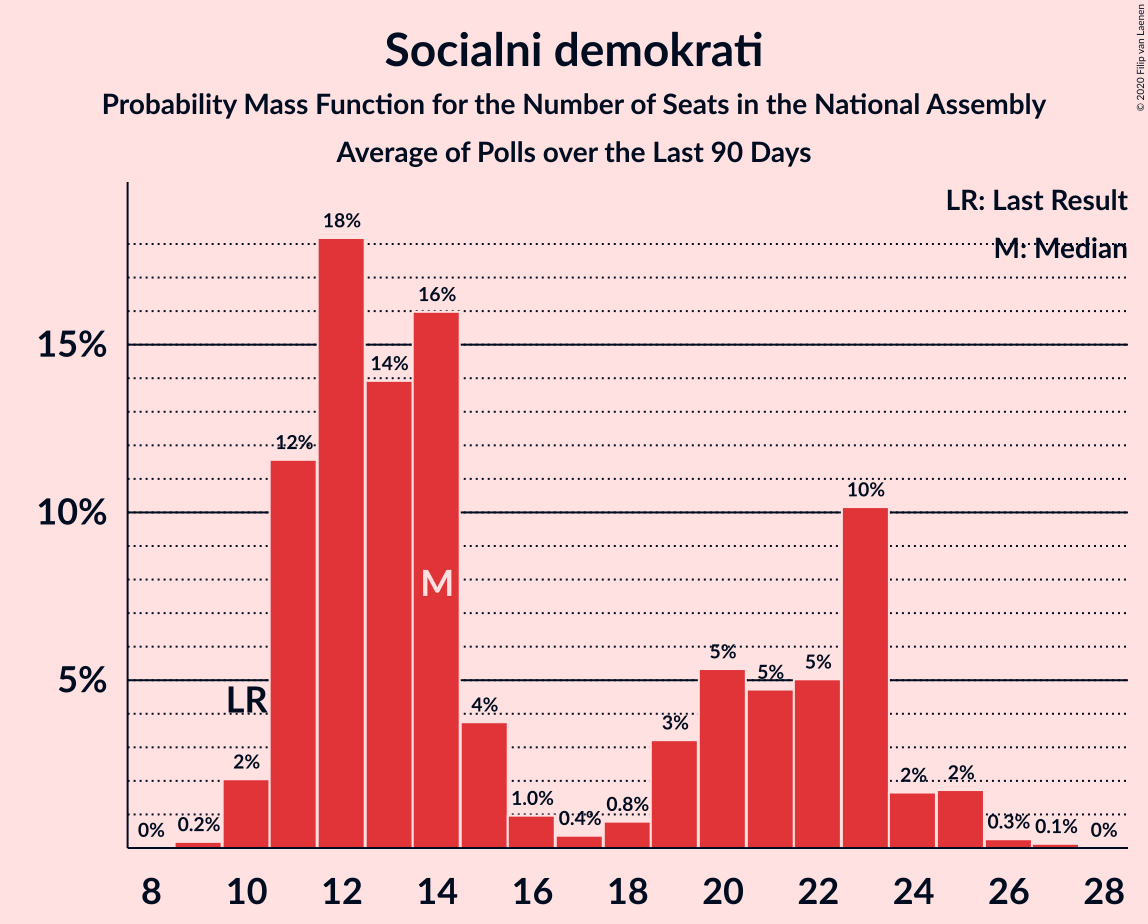 Socialni demokrati
Probability Mass Function for the Number of Seats in the National Assembly
Average of Polls over the Last 90 Days
© 2020 Filip van Laenen
LR: Last Result
M: Median
18%
16%
15%
14%
12%
10%
10%
M
5%
5%
5%
5%
LR
4%
3%
2%
2%
2%
1.0%
0.8%
0.4%
0.3%
0.2%
0.1%
0%
0%
8 10 12 14 16 18 20 22 24 26 28